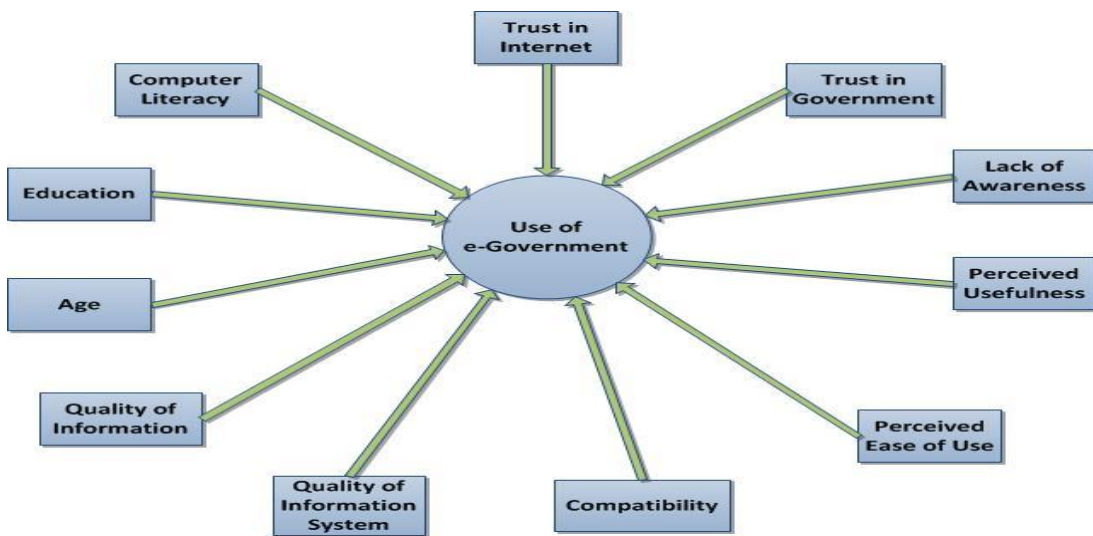 Trust in
Internet
Computer
Literacy
Trust in
Government
Lack of
Awareness
Education
Use of
e-Government
Perceived
Usefulness
Age
Quality of
Information
Perceived
Ease of Use
Quality of
Information
System
Compatibility